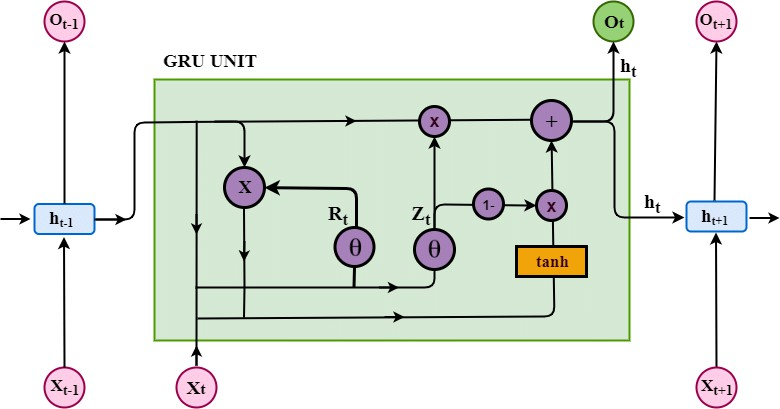 Ot-1
Ot
Ot+1
GRU UNIT
ht
x
+
X
Rt
Zt
1-
x
ht
ht-1
ht+1
θ
θ
tanh
Xt-1
Xt
Xt+1